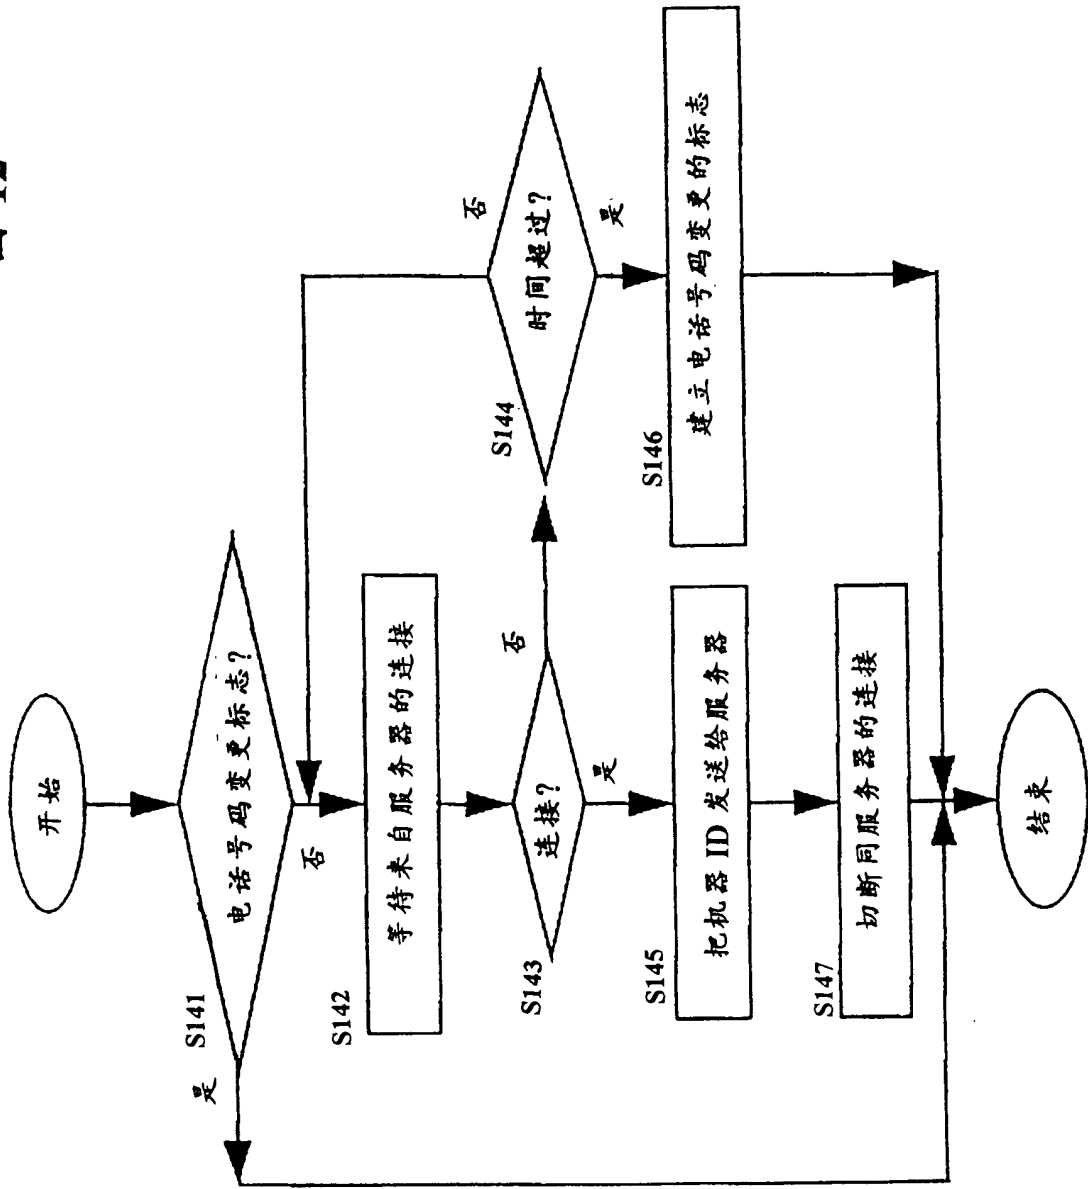 开始
S141
电话号码变更标志?
是
否
S142
等待来自服务器的连接
S143
连接?
否
是
S144
时间超过?
否
是
S145
把机器 ID 发送给服务器
S146
建立电话号码变更的标志
S147
切断同服务器的连接
结束